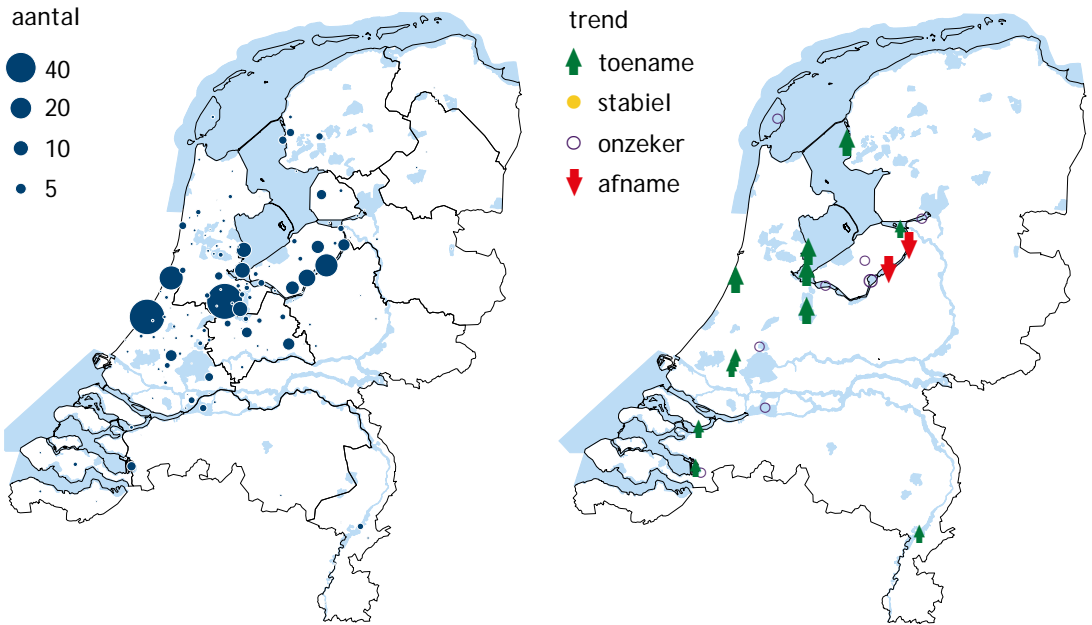 aantal
40
20
10
5
trend
toename
stabiel
onzeker
afname